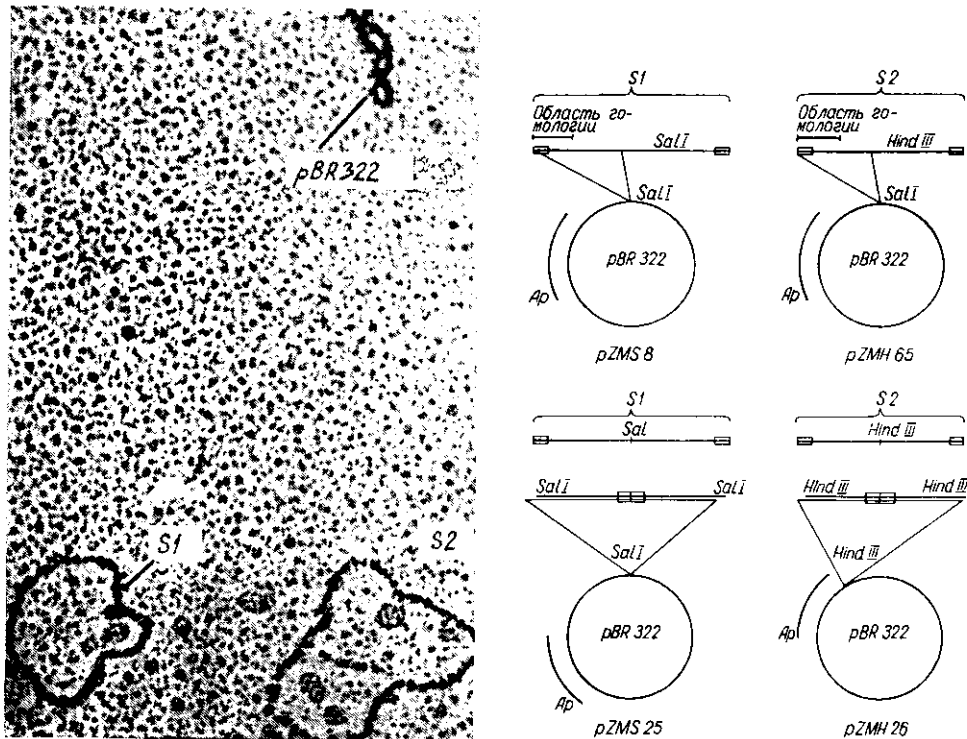 pBR322
S1
S2
S1
Область го-
мологии
SalI
SalI
pBR 322
Ap
pZMS 8
S2
Область го-
мологии
Hind III
SalI
pBR 322
Ap
pZMH 65
S1
Sal
SalI
SalI
SalI
pBR 322
Ap
pZMS 25
S2
Hind III
Hind III
Hind III
Hind III
pBR 322
Ap
pZMH 26